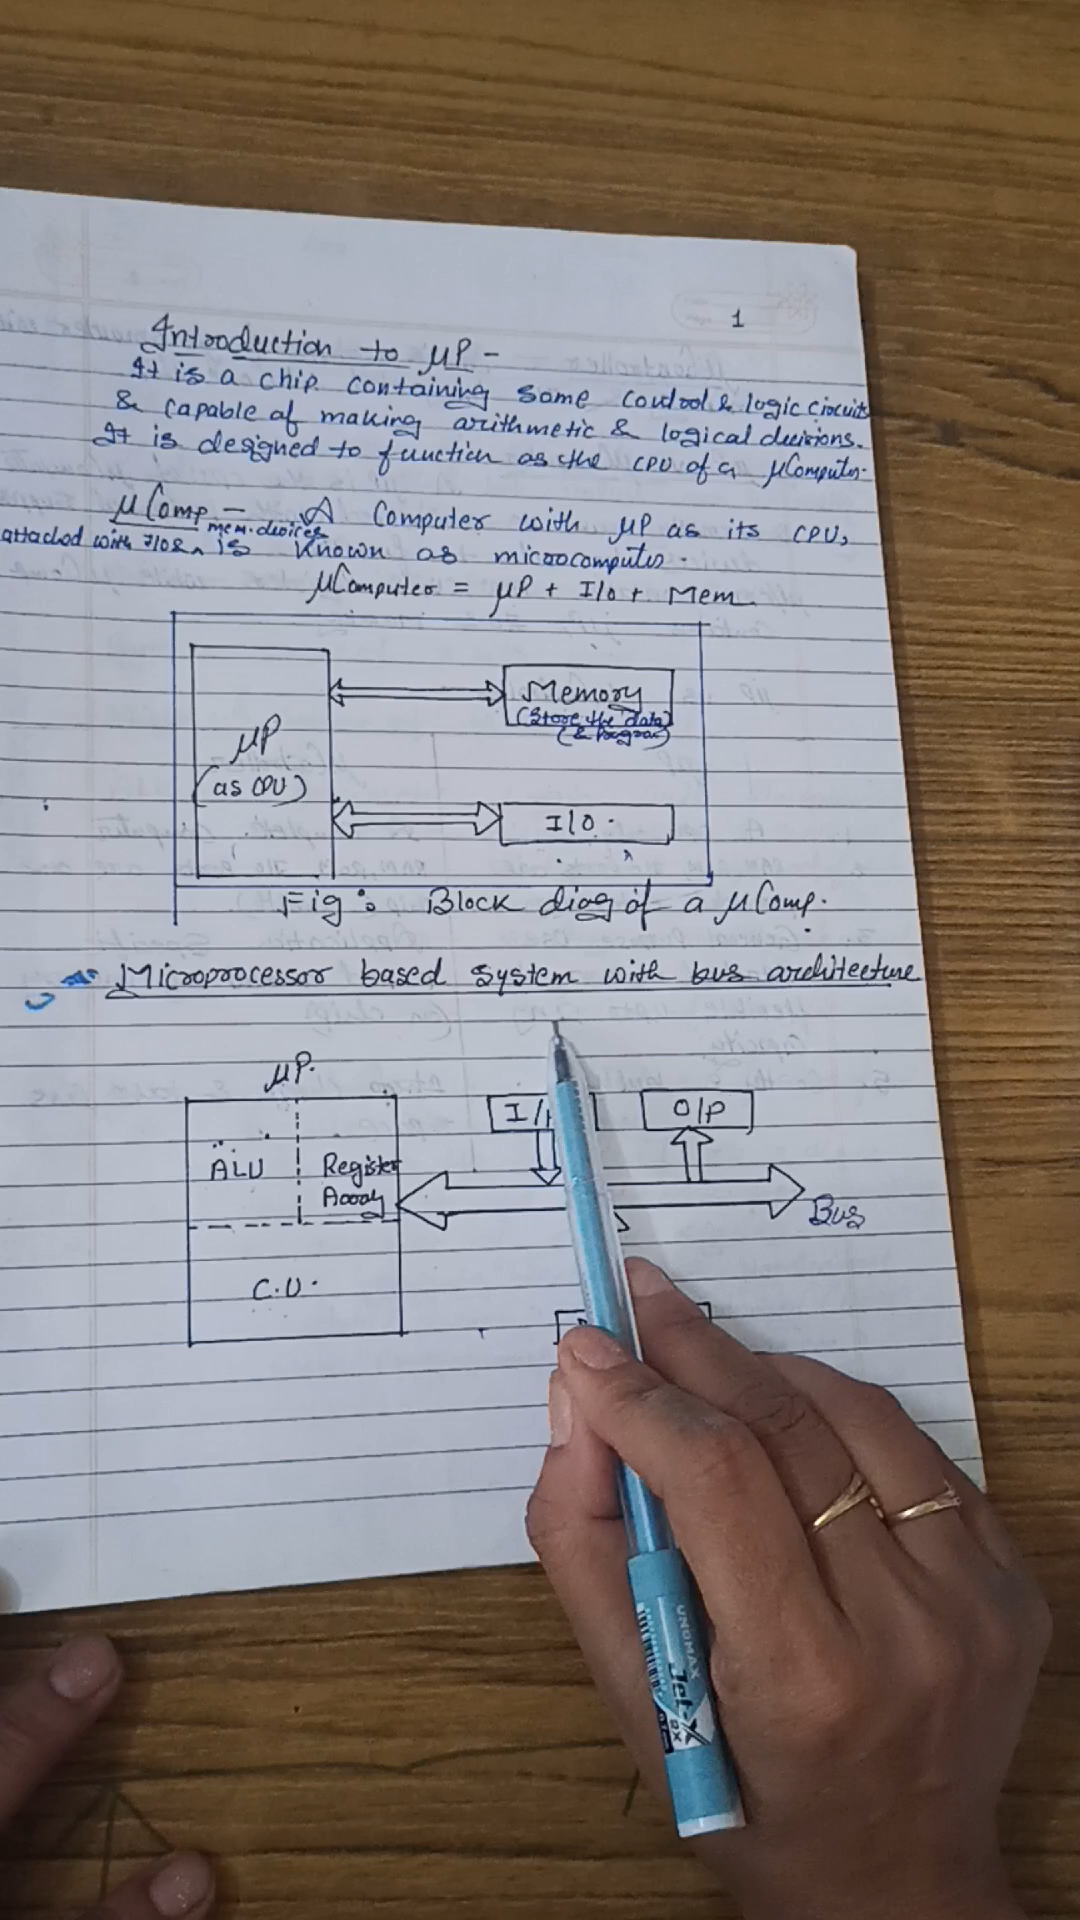 1
Introduction to μP -
It is a chip containing some control & logic circuits
& capable of making arithmetic & logical decisions.
It is designed to function as the CPU of a μComputer.
μComp - A Computer with μP as its CPU,
attached with I/O & mem. devices is known as microcomputer.
μComputer = μP + I/O + Mem.
μP
(as CPU)
Memory
(Store the data)
(& Program)
I/O
Fig: Block diag of a μComp.
Microprocessor based system with bus architecture
μP.
I/
O/P
ALU
Register
Array
Bus
C.U.
UNOMAX
Jet-X